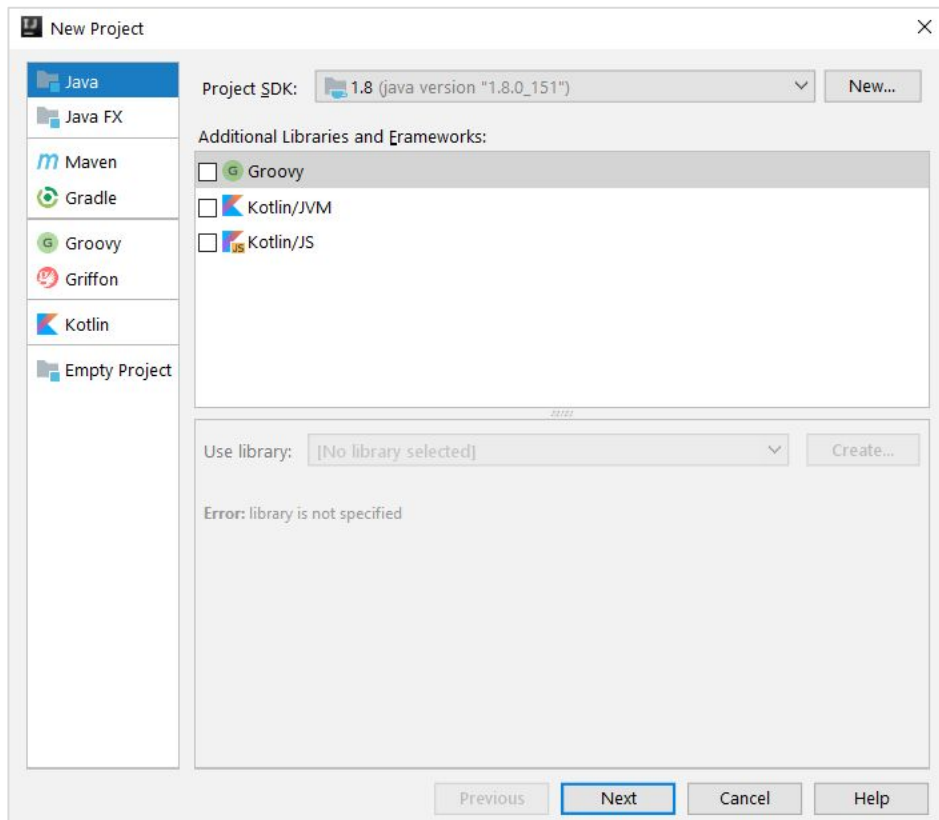 New Project
Java
Java FX
Maven
Gradle
Groovy
Griffon
Kotlin
Empty Project
Project SDK: 1.8 (java version "1.8.0_151") New...
Additional Libraries and Frameworks:
Groovy
Kotlin/JVM
Kotlin/JS
Use library: [No library selected] Create...
Error: library is not specified
Previous Next Cancel Help